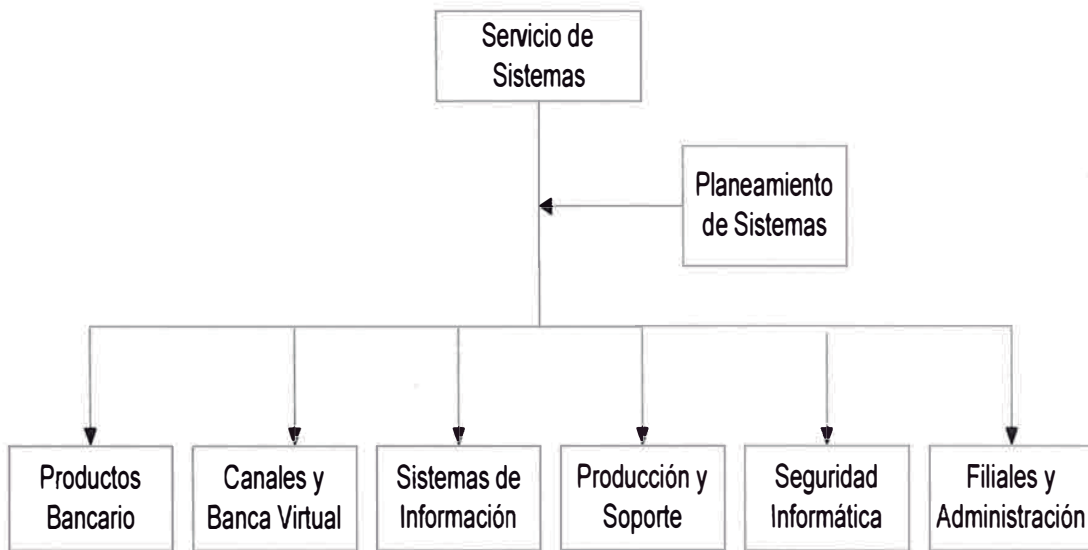 Servicio de
Sistemas
Planeamiento
de Sistemas
Productos
Bancario
Canales y
Banca Virtual
Sistemas de
Información
Producción y
Soporte
Seguridad
Informática
Filiales y
Administración